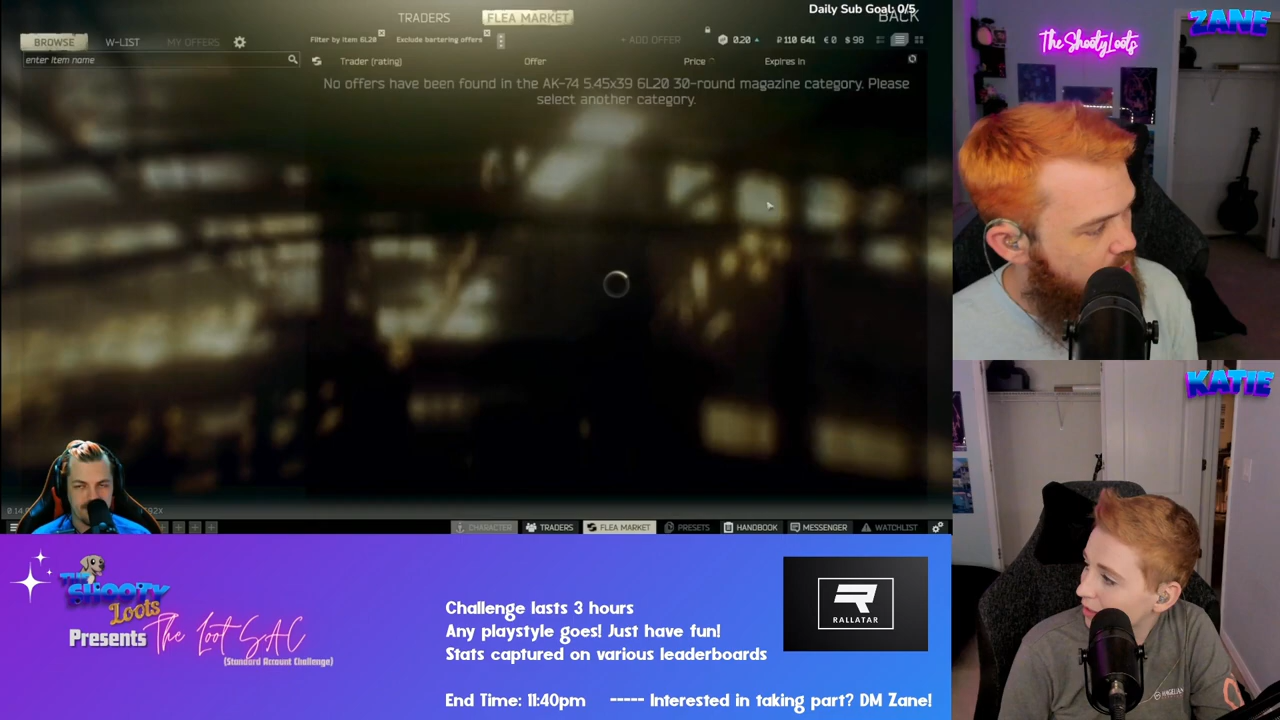 Daily Sub Goal: 0/5
TRADERS FLEA MARKET BACK
BROWSE W-LIST MY OFFERS
Filter by item 6L20 Exclude bartering offers
+ ADD OFFER 0.20 ₽ 110 641 € 0 $ 98
enter item name
Trader (rating) Offer Price Expires in
No offers have been found in the AK-74 5.45x39 6L20 30-round magazine category. Please
select another category.
ZANE
TheShootyLoots
KATIE
CHARACTER TRADERS FLEA MARKET PRESETS HANDBOOK MESSENGER WATCHLIST
THE
SHOOTY
Loots
Presents The Loot SAC
(Standard Account Challenge)
Challenge lasts 3 hours
Any playstyle goes! Just have fun!
Stats captured on various leaderboards
End Time: 11:40pm ----- Interested in taking part? DM Zane!
RALLATAR
MAGELLAN